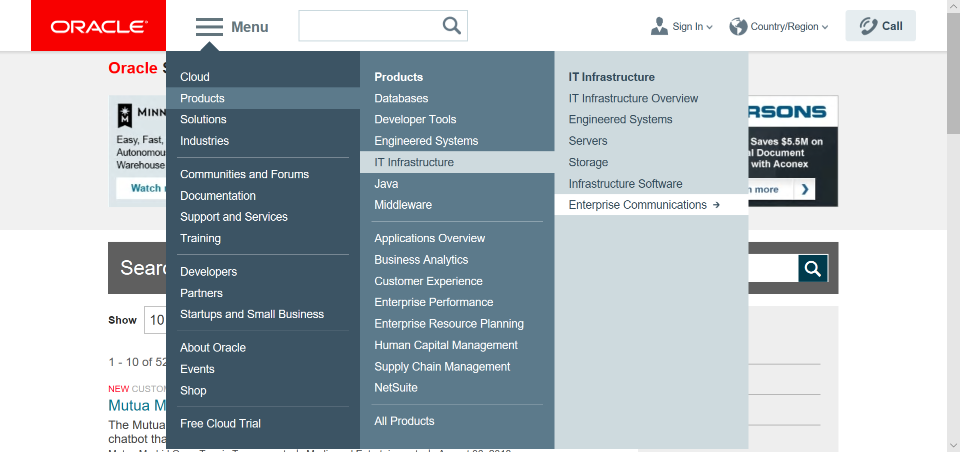 ORACLE
Menu
Sign In
Country/Region
Call
Oracle
Cloud
Products
Solutions
Industries
Communities and Forums
Documentation
Support and Services
Training
Developers
Partners
Startups and Small Business
About Oracle
Events
Shop
Free Cloud Trial
Products
Databases
Developer Tools
Engineered Systems
IT Infrastructure
Java
Middleware
Applications Overview
Business Analytics
Customer Experience
Enterprise Performance
Enterprise Resource Planning
Human Capital Management
Supply Chain Management
NetSuite
All Products
IT Infrastructure
IT Infrastructure Overview
Engineered Systems
Servers
Storage
Infrastructure Software
Enterprise Communications
MINN
Easy, Fast,
Autonomou
Warehouse
Watch
RSONS
Saves $5.5M on
Document
with Aconex
more
Sear
Show 10
1 - 10 of 52
NEW CUSTOM
Mutua M
The Mutua
chatbot tha